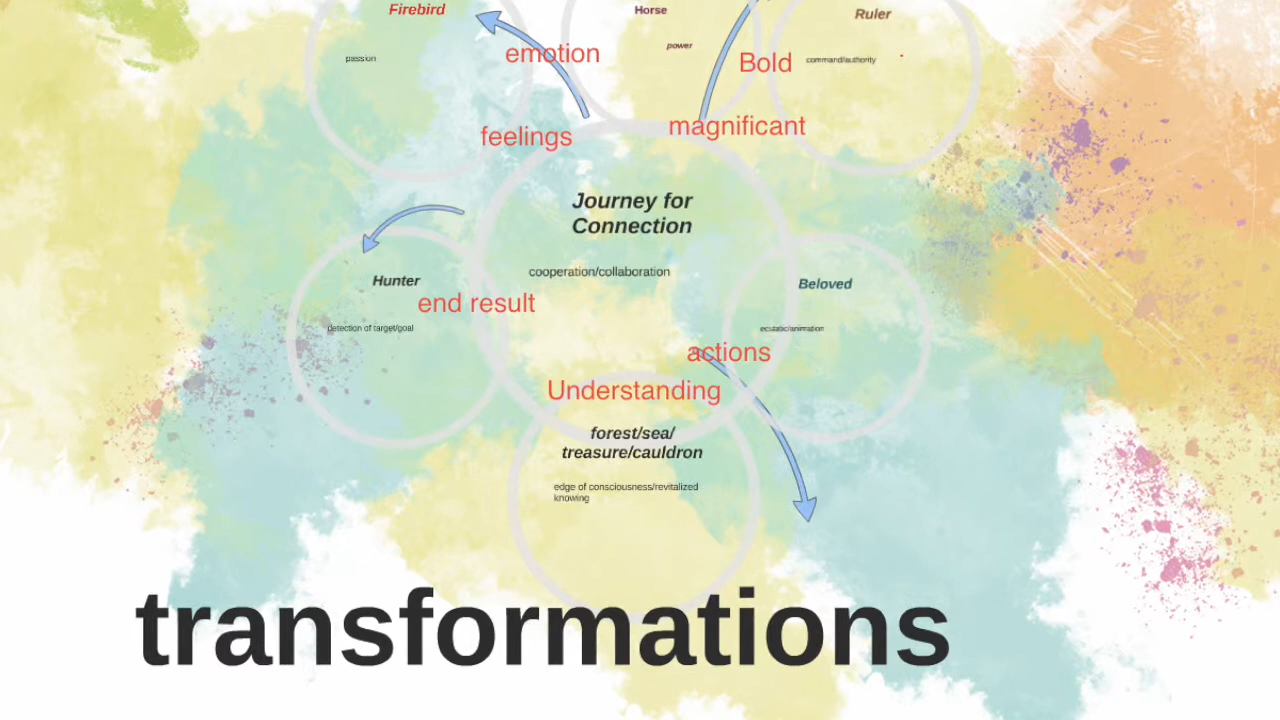 Firebird
Horse
Ruler
passion
emotion
power
Bold
command/authority
feelings
magnificant
Journey for
Connection
cooperation/collaboration
Hunter
end result
detection of target/goal
Beloved
ecstatic/animation
actions
Understanding
forest/sea/
treasure/cauldron
edge of consciousness/revitalized
knowing
transformations